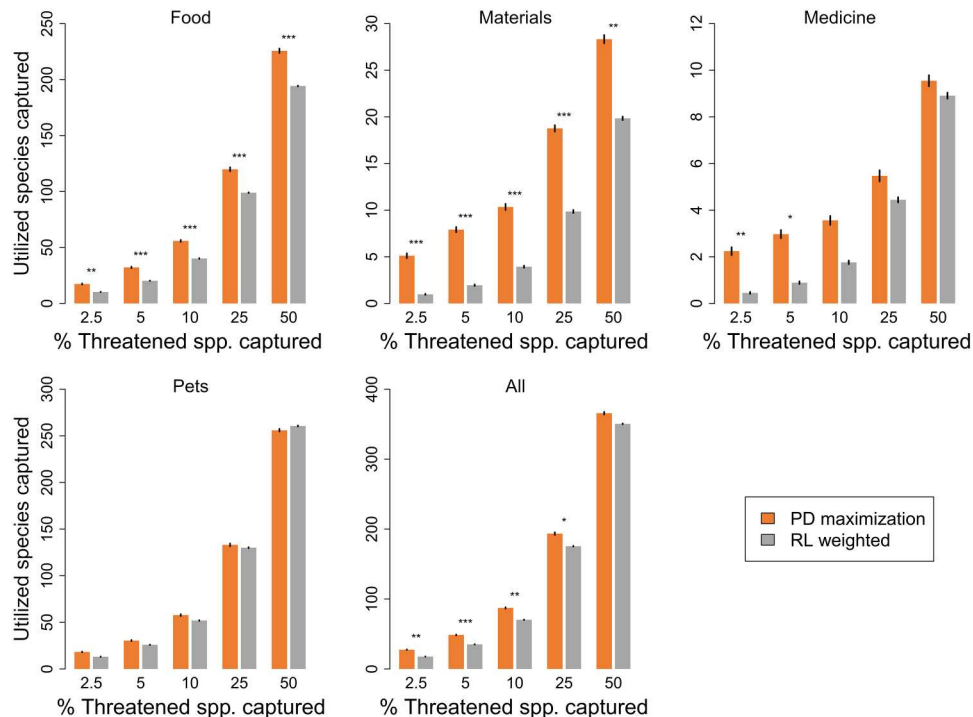 Food
Utilized species captured
250
200
150
100
50
0
**
***
***
***
***
2.5 5 10 25 50
% Threatened spp. captured
Materials
30
25
20
15
10
5
0
***
***
***
***
**
2.5 5 10 25 50
% Threatened spp. captured
Medicine
12
10
8
6
4
2
0
**
*
2.5 5 10 25 50
% Threatened spp. captured
Pets
Utilized species captured
300
250
200
150
100
50
0
2.5 5 10 25 50
% Threatened spp. captured
All
400
300
200
100
0
**
***
**
*
2.5 5 10 25 50
% Threatened spp. captured
PD maximization
RL weighted